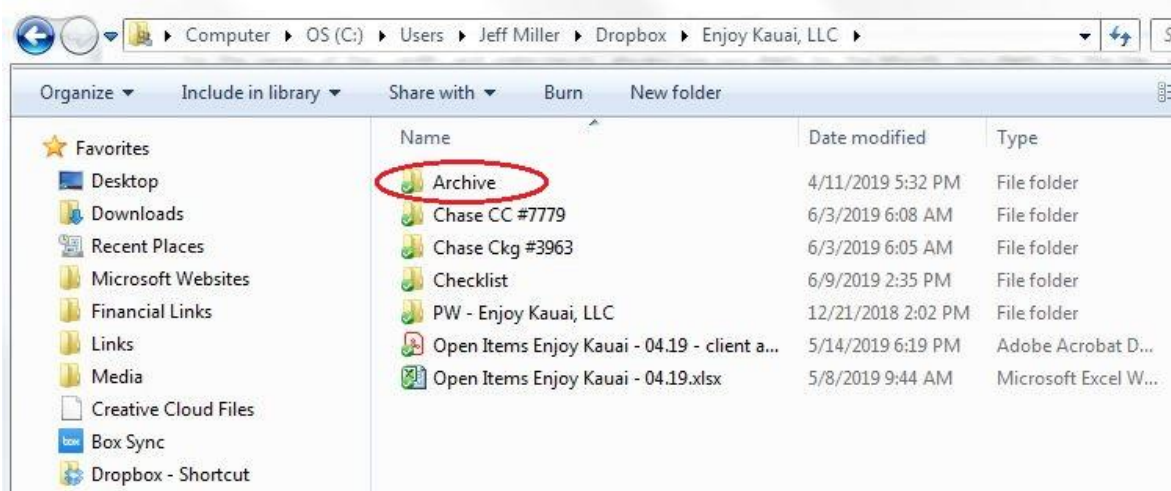 Computer OS (C:) Users Jeff Miller Dropbox Enjoy Kauai, LLC
Organize Include in library Share with Burn New folder
Favorites
Desktop
Downloads
Recent Places
Microsoft Websites
Financial Links
Links
Media
Creative Cloud Files
box Box Sync
Dropbox - Shortcut
Name Date modified Type
Archive 4/11/2019 5:32 PM File folder
Chase CC #7779 6/3/2019 6:08 AM File folder
Chase Ckg #3963 6/3/2019 6:05 AM File folder
Checklist 6/9/2019 2:35 PM File folder
PW - Enjoy Kauai, LLC 12/21/2018 2:02 PM File folder
Open Items Enjoy Kauai - 04.19 - client a... 5/14/2019 6:19 PM Adobe Acrobat D...
Open Items Enjoy Kauai - 04.19.xlsx 5/8/2019 9:44 AM Microsoft Excel W...